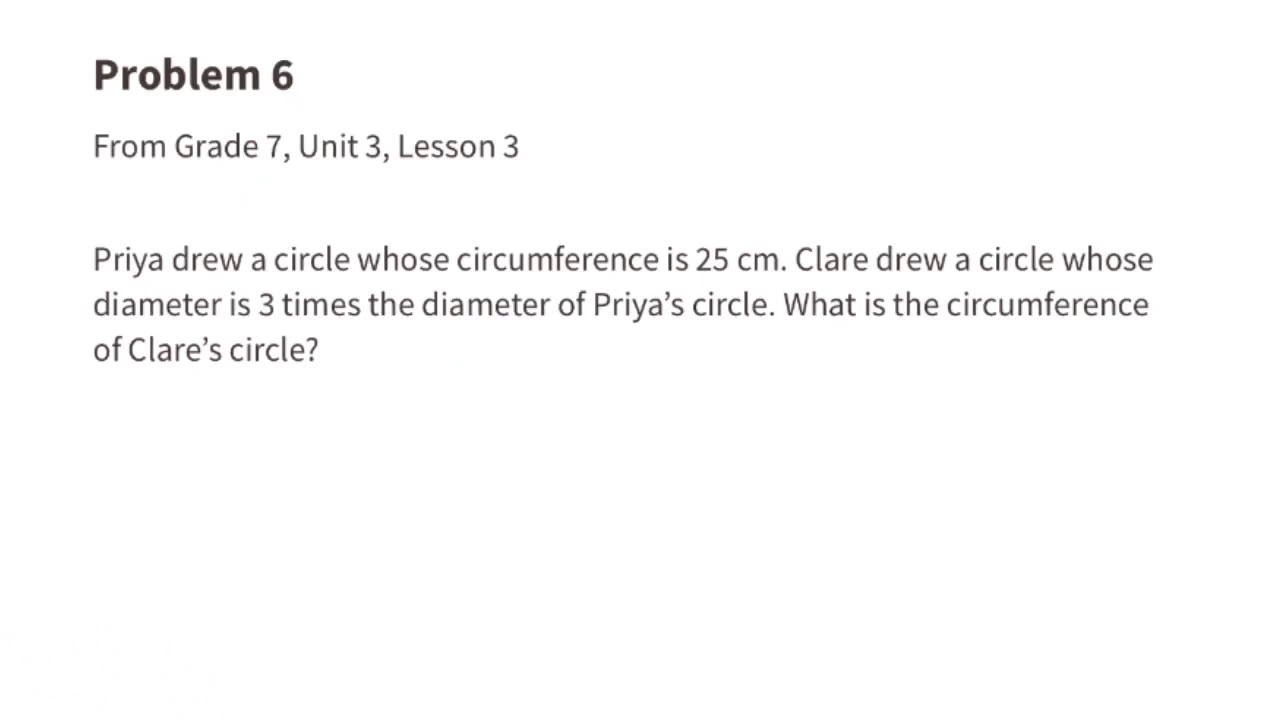 Problem 6
From Grade 7, Unit 3, Lesson 3
Priya drew a circle whose circumference is 25 cm. Clare drew a circle whose
diameter is 3 times the diameter of Priya’s circle. What is the circumference
of Clare’s circle?